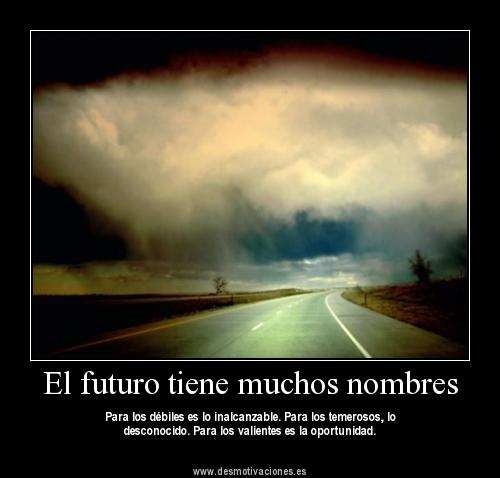 El futuro tiene muchos nombres
Para los débiles es lo inalcanzable. Para los temerosos, lo
desconocido. Para los valientes es la oportunidad.
www.desmotivaciones.es